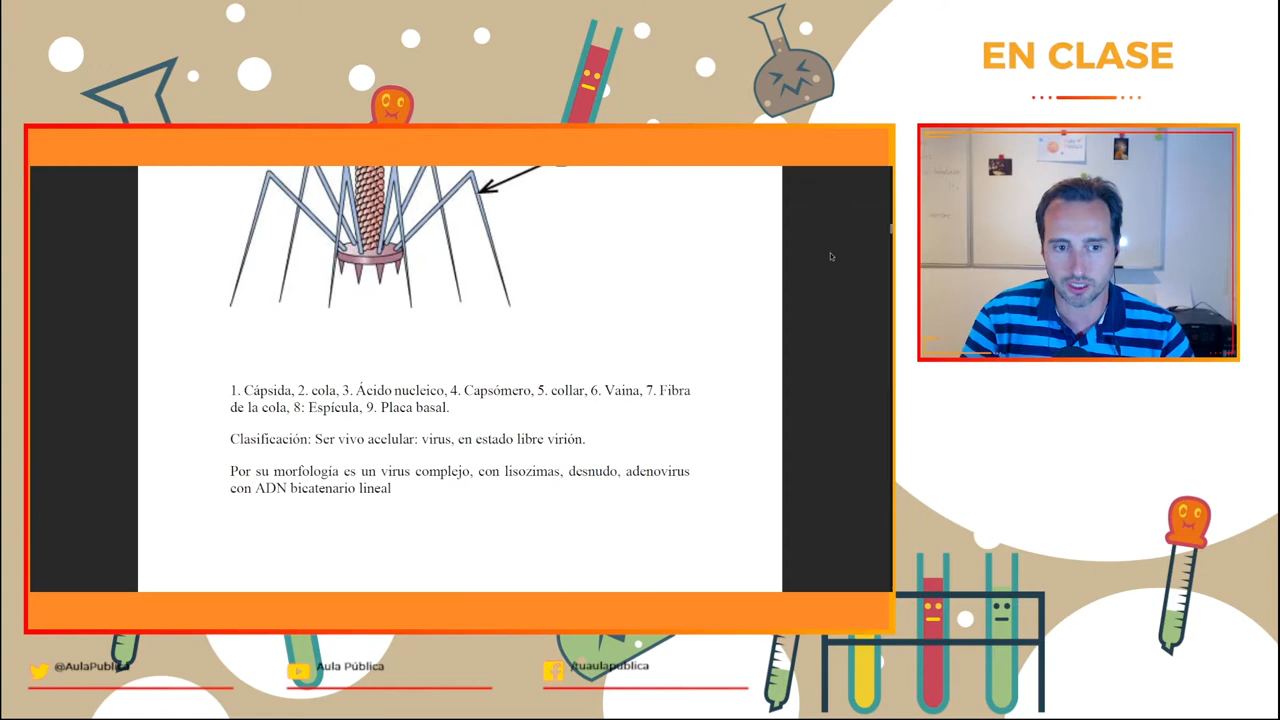 EN CLASE
1. Cápsida, 2. cola, 3. Ácido nucleico, 4. Capsómero, 5. collar, 6. Vaina, 7. Fibra
de la cola, 8: Espícula, 9. Placa basal.
Clasificación: Ser vivo acelular: virus, en estado libre virión.
Por su morfología es un virus complejo, con lisozimas, desnudo, adenovirus
con ADN bicatenario lineal
@AulaPublica
Aula Pública
/tuaulapublica